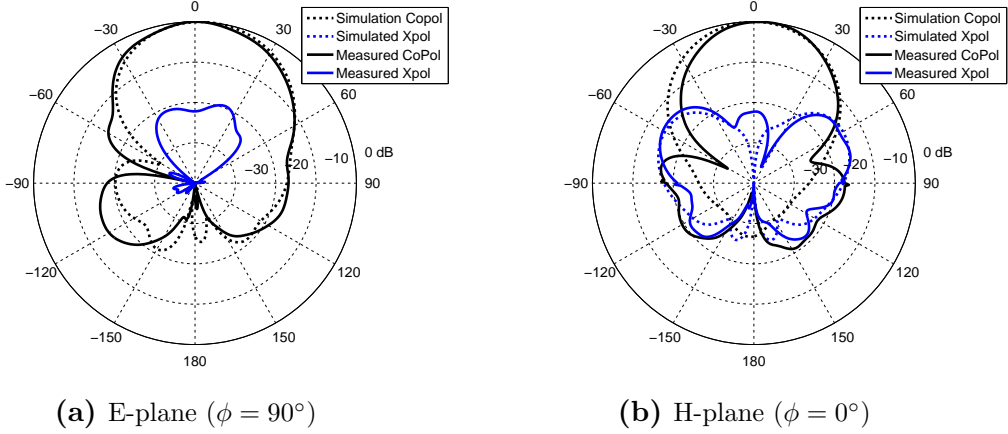 0
−30
30
−60
60
−90
90
−120
120
−150
150
180
−30
−20
−10
0 dB
Simulation Copol
Simulated Xpol
Measured CoPol
Measured Xpol
(a) E-plane (ϕ = 90°)
0
−30
30
−60
60
−90
90
−120
120
−150
150
180
−30
−20
−10
0 dB
Simulation Copol
Simulated Xpol
Measured CoPol
Measured Xpol
(b) H-plane (ϕ = 0°)